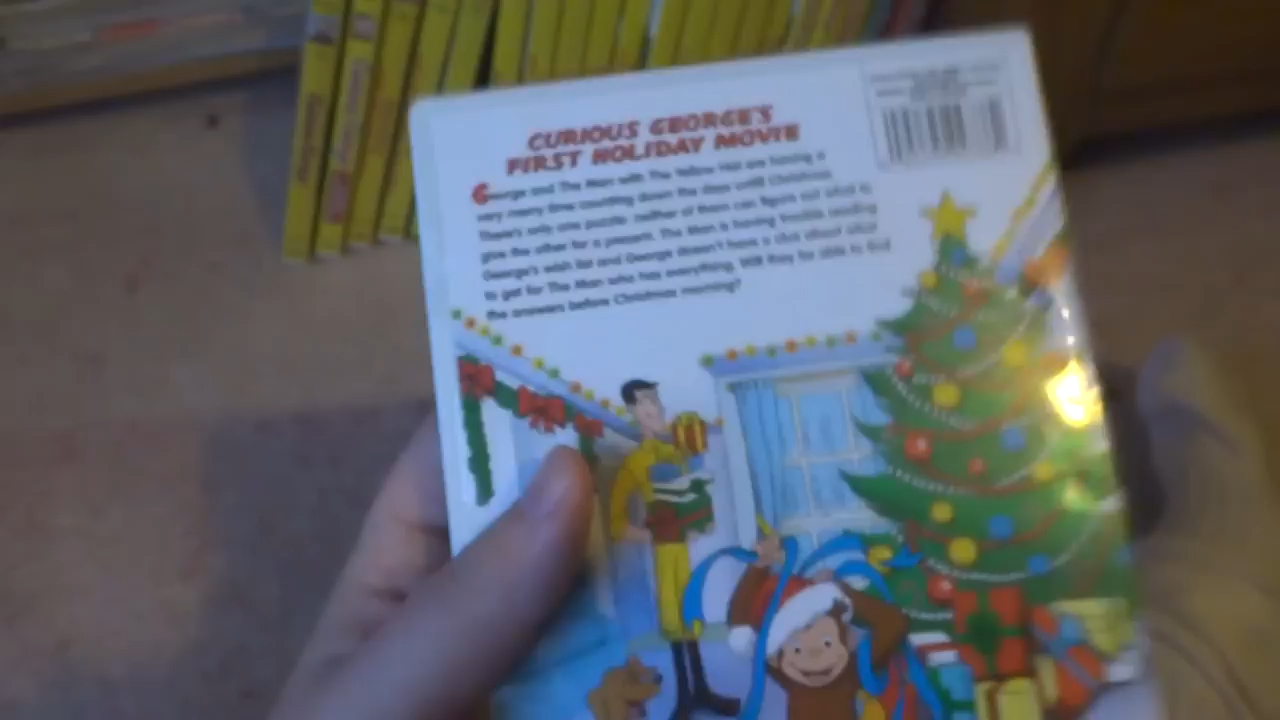 CURIOUS GEORGE'S
FIRST HOLIDAY MOVIE
George and The Man with The Yellow Hat are having a
very merry time counting down the days until Christmas.
There's only one puzzle: neither of them can figure out what to
give the other for a present. The Man is having trouble reading
George's wish list and George doesn't have a clue about what
to get for The Man who has everything. Will they be able to find
the answers before Christmas morning?